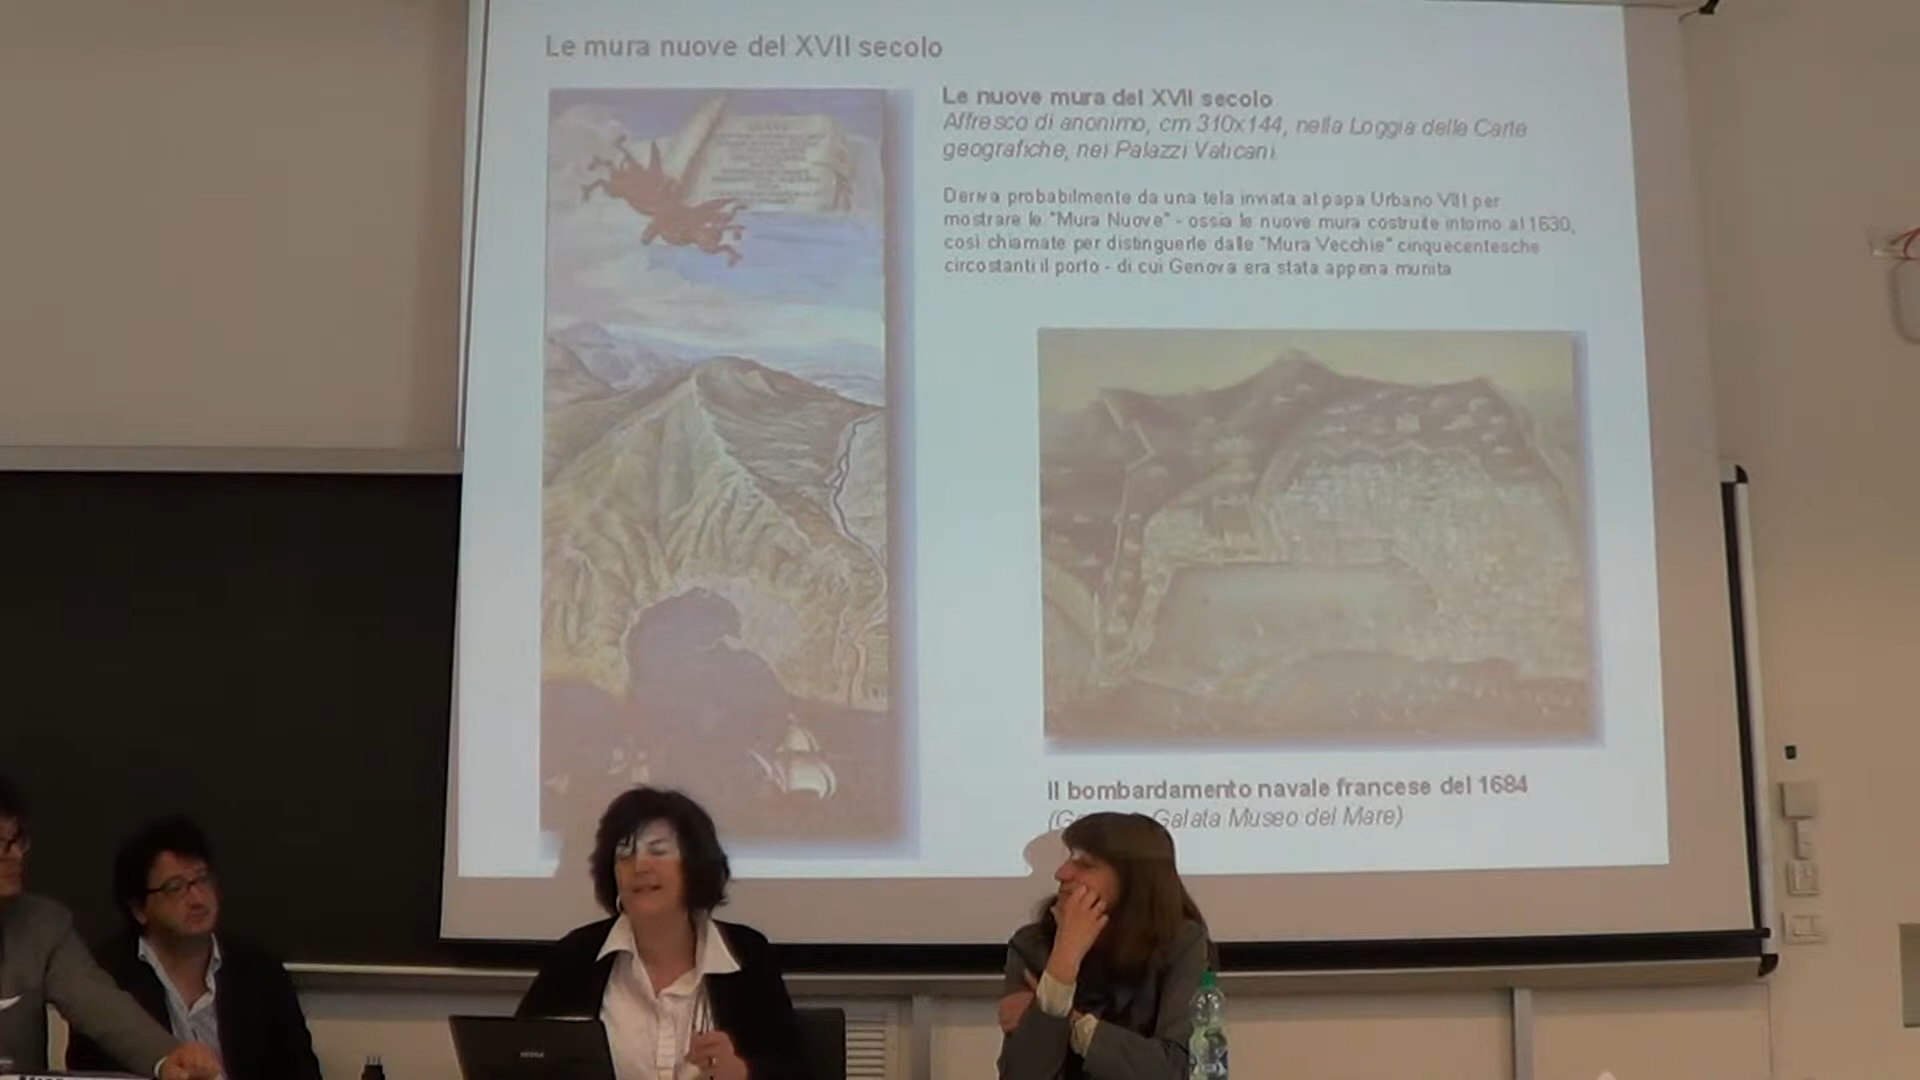 Le mura nuove del XVII secolo
Le nuove mura del XVII secolo
Affresco di anonimo, cm 310x144, nella Loggia delle Carte
geografiche, nei Palazzi Vaticani.
Deriva probabilmente da una tela inviata al papa Urbano VIII per
mostrare le "Mura Nuove" - ossia le nuove mura costruite intorno al 1630,
così chiamate per distinguerle dalle "Mura Vecchie" cinquecentesche
circostanti il porto - di cui Genova era stata appena munita
Il bombardamento navale francese del 1684
Galata Museo del Mare)